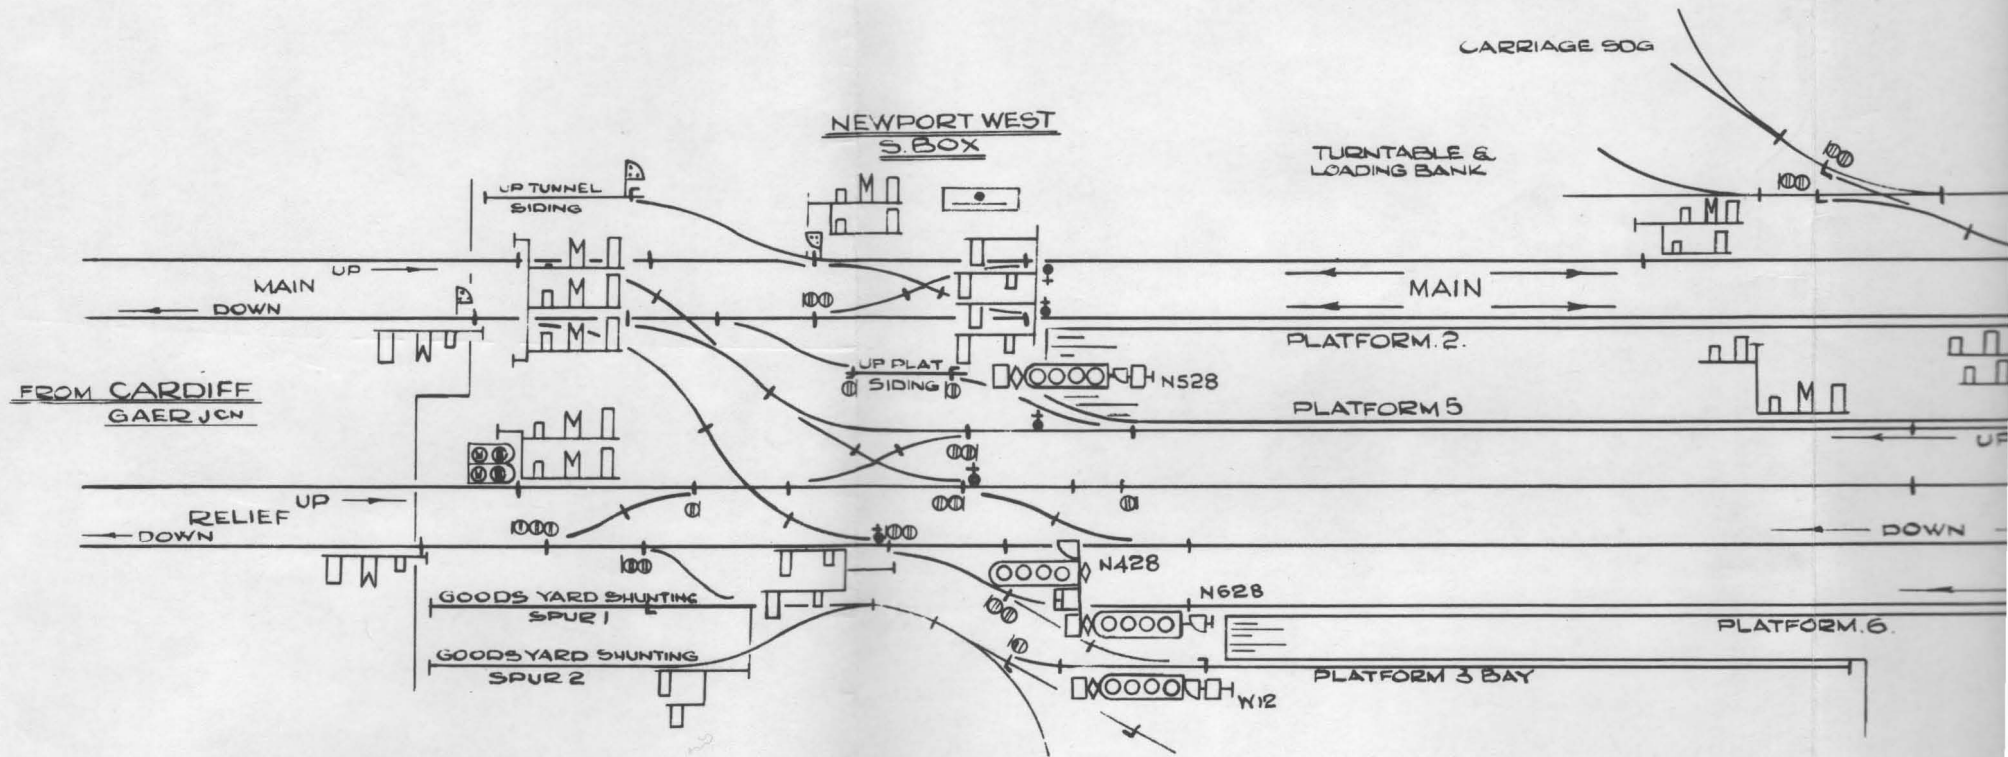 CARRIAGE SDG
NEWPORT WEST
S. BOX
TURNTABLE &
LOADING BANK
UP TUNNEL
SIDING
M
M
M
M
M
UP
MAIN
DOWN
MAIN
W
PLATFORM.2.
UP PLAT
SIDING
N528
FROM CARDIFF
GAER JCN
PLATFORM 5
M
M
M
UP
UP
RELIEF
DOWN
DOWN
W
N428
GOODS YARD SHUNTING
SPUR 1
N628
PLATFORM.6.
GOODS YARD SHUNTING
SPUR 2
PLATFORM 3 BAY
W12